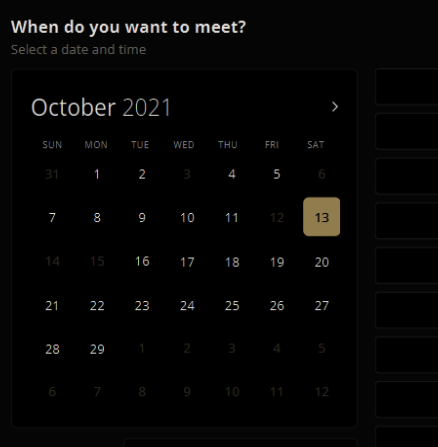 When do you want to meet?
Select a date and time
October 2021 >
SUN MON TUE WED THU FRI SAT
31 1 2 3 4 5 6
7 8 9 10 11 12 13
14 15 16 17 18 19 20
21 22 23 24 25 26 27
28 29 1 2 3 4 5
6 7 8 9 10 11 12